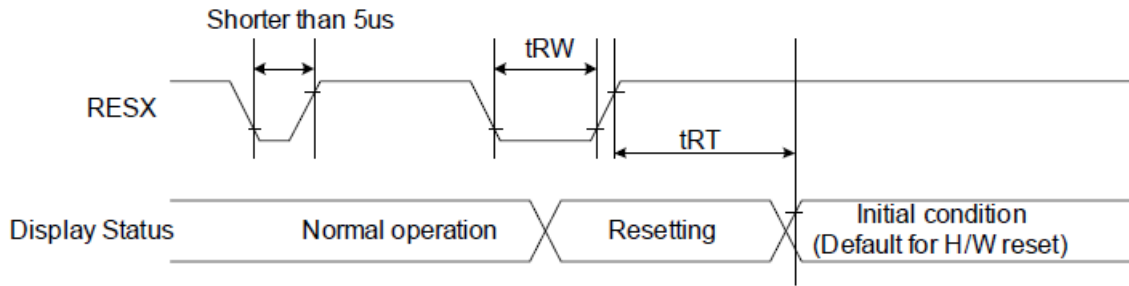 Shorter than 5us
tRW
RESX
tRT
Display Status
Normal operation
Resetting
Initial condition
(Default for H/W reset)